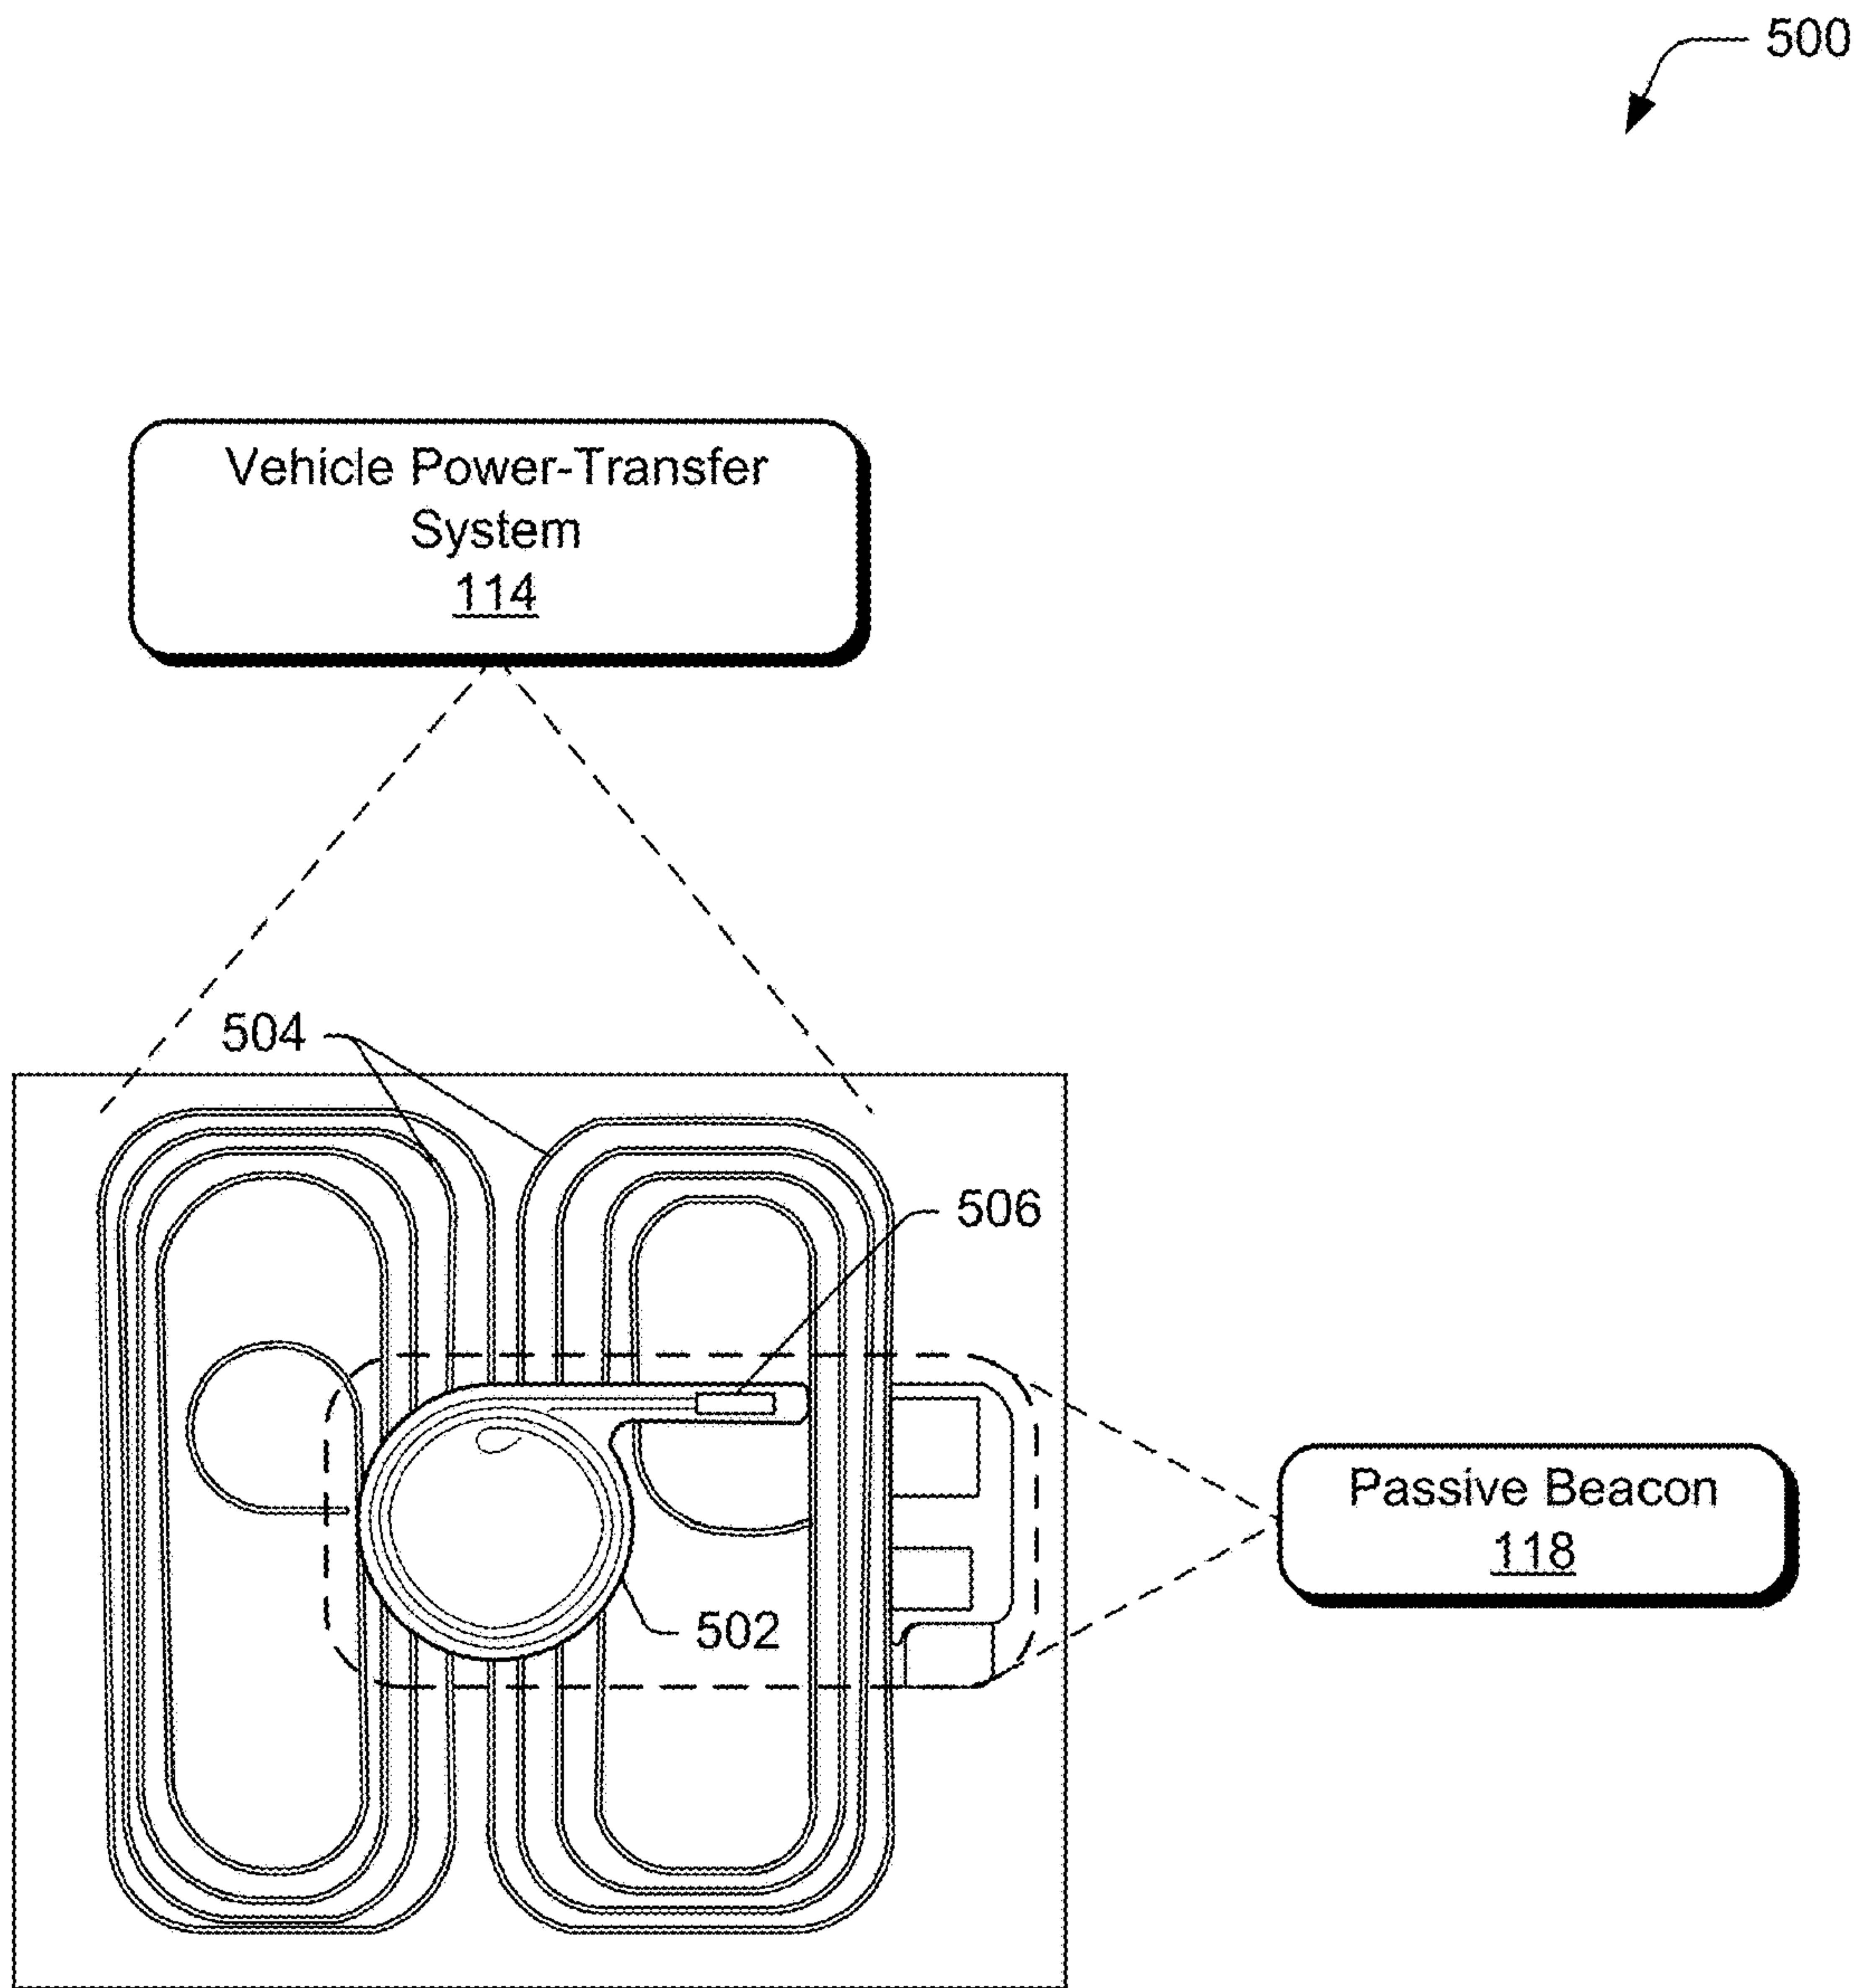 500
Vehicle Power-Transfer
System
114
504
506
Passive Beacon
118
502